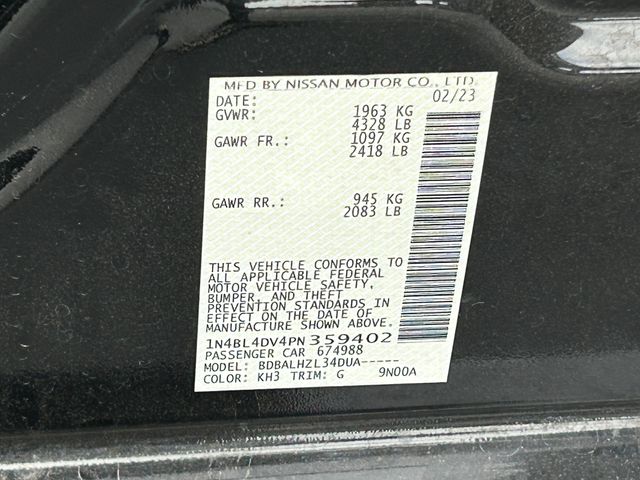 MFD BY NISSAN MOTOR CO., LTD.
DATE: 02/23
GVWR: 1963 KG
4328 LB
GAWR FR.: 1097 KG
2418 LB
GAWR RR.: 945 KG
2083 LB
THIS VEHICLE CONFORMS TO
ALL APPLICABLE FEDERAL
MOTOR VEHICLE SAFETY,
BUMPER, AND THEFT
PREVENTION STANDARDS IN
EFFECT ON THE DATE OF
MANUFACTURE SHOWN ABOVE.
1N4BL4DV4PN359402
PASSENGER CAR 674988
MODEL: BDBALHZL34DUA-----
COLOR: KH3 TRIM: G 9N00A